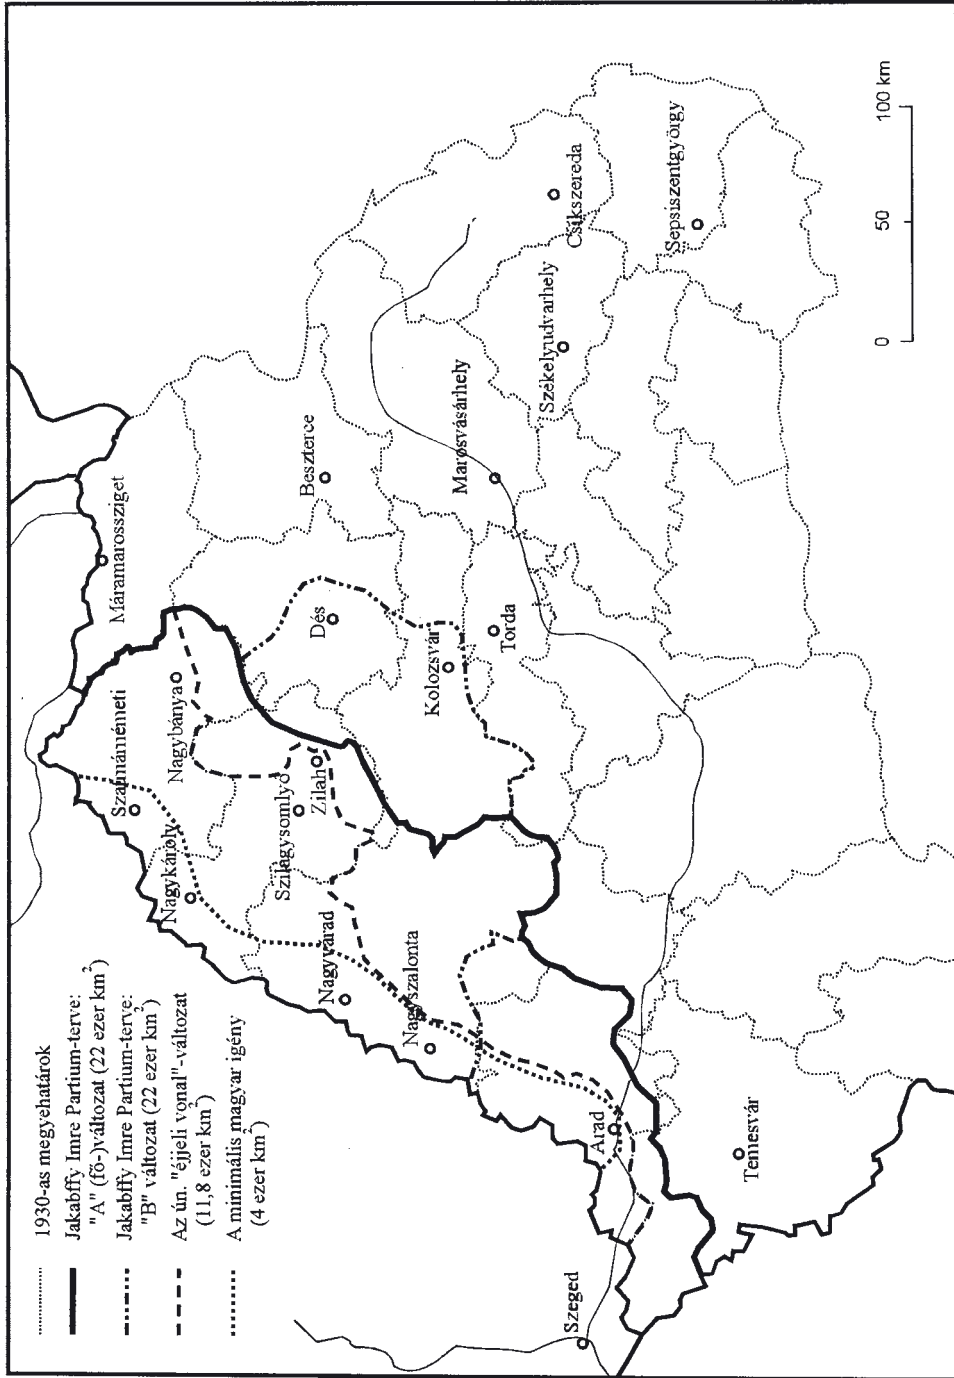 1930-as megyehatárok
Jakabffy Imre Partium-terve:
"A" (fő-)változat (22 ezer km²)
Jakabffy Imre Partium-terve:
"B" változat (22 ezer km²)
Az ún. "éjjeli vonal"-változat
(11,8 ezer km²)
A minimális magyar igény
(4 ezer km²)
Máramarossziget
Szatmárnémeti
Nagybánya
Nagykároly
Beszterce
Dés
Szilágysomlyó
Zilah
Nagyvárad
Kolozsvár
Marosvásárhely
Torda
Nagyszalonta
Székelyudvarhely
Csíkszereda
Arad
Szeged
Sepsiszentgyörgy
Temesvár
0
50
100 km